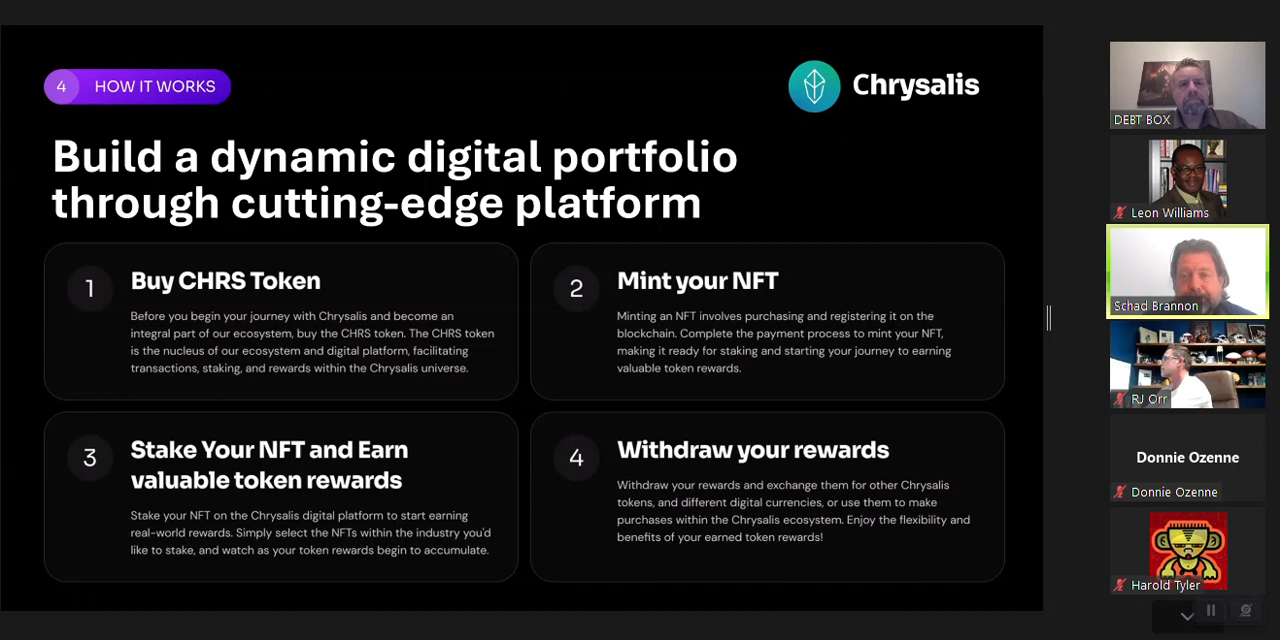 4 HOW IT WORKS
Chrysalis
Build a dynamic digital portfolio
through cutting-edge platform
1
Buy CHRS Token
Before you begin your journey with Chrysalis and become an
integral part of our ecosystem, buy the CHRS token. The CHRS token
is the nucleus of our ecosystem and digital platform, facilitating
transactions, staking, and rewards within the Chrysalis universe.
2
Mint your NFT
Minting an NFT involves purchasing and registering it on the
blockchain. Complete the payment process to mint your NFT,
making it ready for staking and starting your journey to earning
valuable token rewards.
3
Stake Your NFT and Earn
valuable token rewards
Stake your NFT on the Chrysalis digital platform to start earning
real-world rewards. Simply select the NFTs within the industry you'd
like to stake, and watch as your token rewards begin to accumulate.
4
Withdraw your rewards
Withdraw your rewards and exchange them for other Chrysalis
tokens, and different digital currencies, or use them to make
purchases within the Chrysalis ecosystem. Enjoy the flexibility and
benefits of your earned token rewards!
DEBT BOX
Leon Williams
Schad Brannon
RJ Orr
Donnie Ozenne
Donnie Ozenne
Harold Tyler